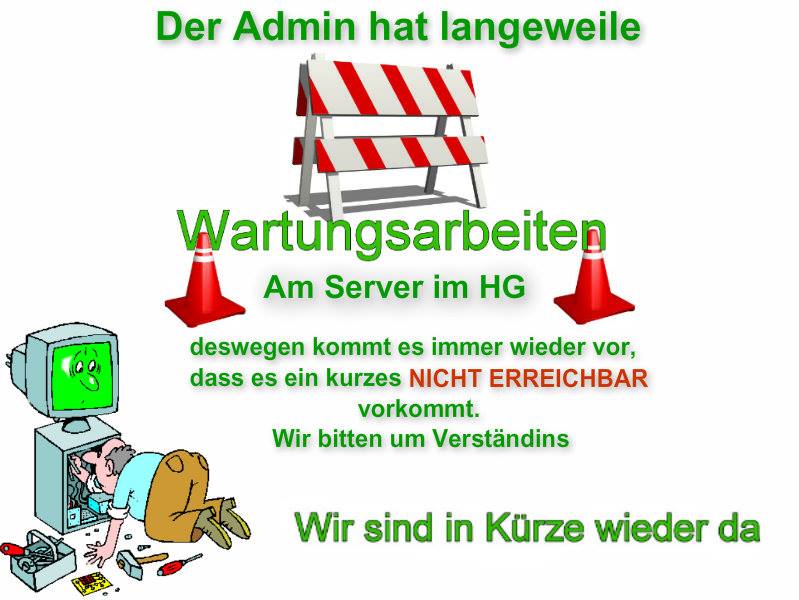 Der Admin hat langeweile
Wartungsarbeiten
Am Server im HG
deswegen kommt es immer wieder vor,
dass es ein kurzes NICHT ERREICHBAR
vorkommt.
Wir bitten um Verständins
Wir sind in Kürze wieder da